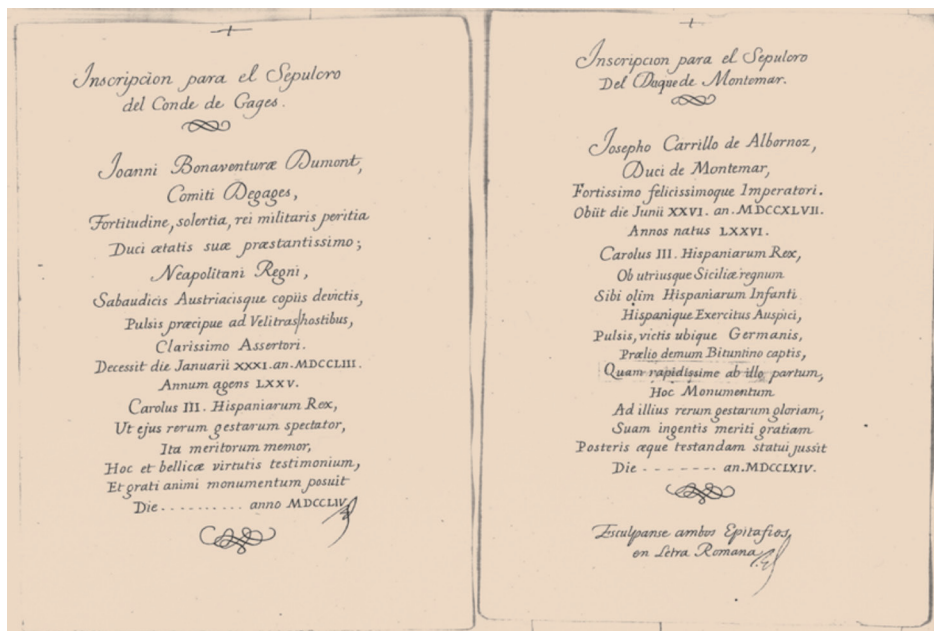 Inscripcion para el Sepulcro
del Conde de Gages.
Joanni Bonaventuræ Dumont,
Comiti Degages,
Fortitudine, solertia, rei militaris peritia
Duci ætatis suæ præstantissimo;
Neapolitani Regni,
Sabaudicis Austriacisque copiis devictis,
Pulsis præcipue ad Velitras hostibus,
Clarissimo Assertori.
Decessit die Januarii XXXI. an. MDCCLIII.
Annum agens LXXV.
Carolus III. Hispaniarum Rex,
Ut ejus rerum gestarum spectator,
Ita meritorum memor,
Hoc et bellicæ virtutis testimonium,
Et grati animi monumentum posuit
Die .......... anno MDCCLIV
Inscripcion para el Sepulcro
Del Duque de Montemar.
Josepho Carrillo de Albornoz,
Duci de Montemar,
Fortissimo felicissimoque Imperatori.
Obiit die Junii XXVI. an. MDCCXLVII.
Annos natus LXXVI.
Carolus III. Hispaniarum Rex,
Ob utriusque Siciliæ regnum
Sibi olim Hispaniarum Infanti
Hispanique Exercitus Auspici,
Pulsis, victis ubique Germanis,
Prælio demum Bituntino captis,
Quam rapidissime ab illo partum,
Hoc Monumentum
Ad illius rerum gestarum gloriam,
Suam ingentis meriti gratiam
Posteris æque testandam statui jussit
Die - - - - - - - an. MDCCLXIV.
Esculpanse ambos Epitafios,
en Letra Romana